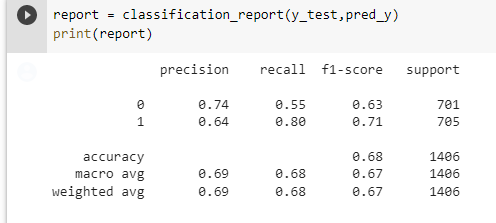 report = classification_report(y_test,pred_y)
print(report)
precision recall f1-score support
0 0.74 0.55 0.63 701
1 0.64 0.80 0.71 705
accuracy 0.68 1406
macro avg 0.69 0.68 0.67 1406
weighted avg 0.69 0.68 0.67 1406